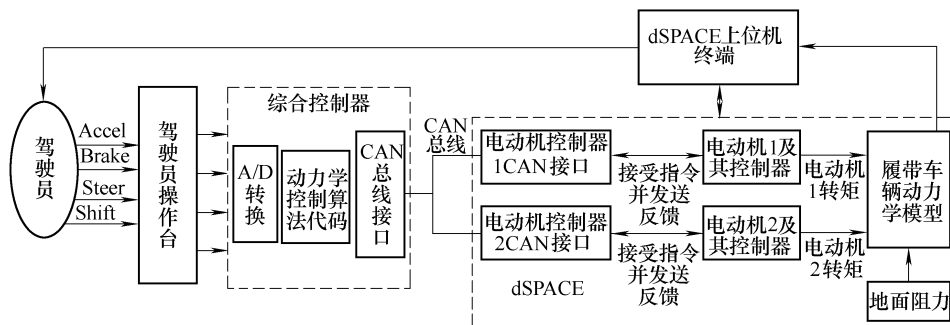 dSPACE上位机
终端
驾驶员
Accel
Brake
Steer
Shift
驾驶员操作台
综合控制器
A/D
转换
动力学
控制算
法代码
CAN
总线接口
CAN
总线
电动机控制器
1CAN接口
电动机控制器
2CAN接口
接受指令
并发送
反馈
接受指令
并发送
反馈
电动机1及
其控制器
电动机2及
其控制器
电动机
1转矩
电动机
2转矩
履带车
辆动力
学模型
dSPACE
地面阻力